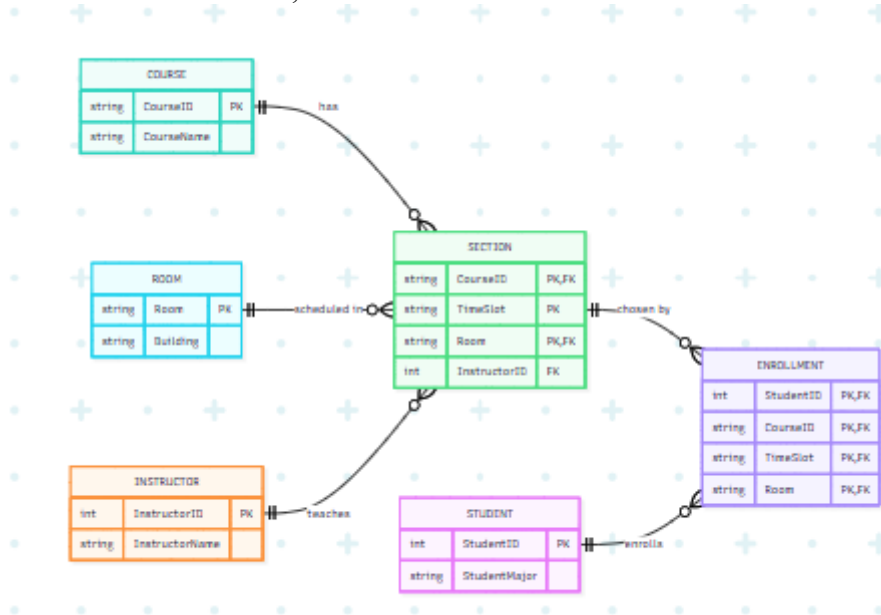 COURSE
string CourseID PK
string CourseName
has
SECTION
string CourseID PK,FK
string TimeSlot PK
string Room PK,FK
int InstructorID FK
ROOM
string Room PK
string Building
scheduled in
chosen by
ENROLLMENT
int StudentID PK,FK
string CourseID PK,FK
string TimeSlot PK,FK
string Room PK,FK
INSTRUCTOR
int InstructorID PK
string InstructorName
teaches
STUDENT
int StudentID PK
string StudentMajor
enrolls